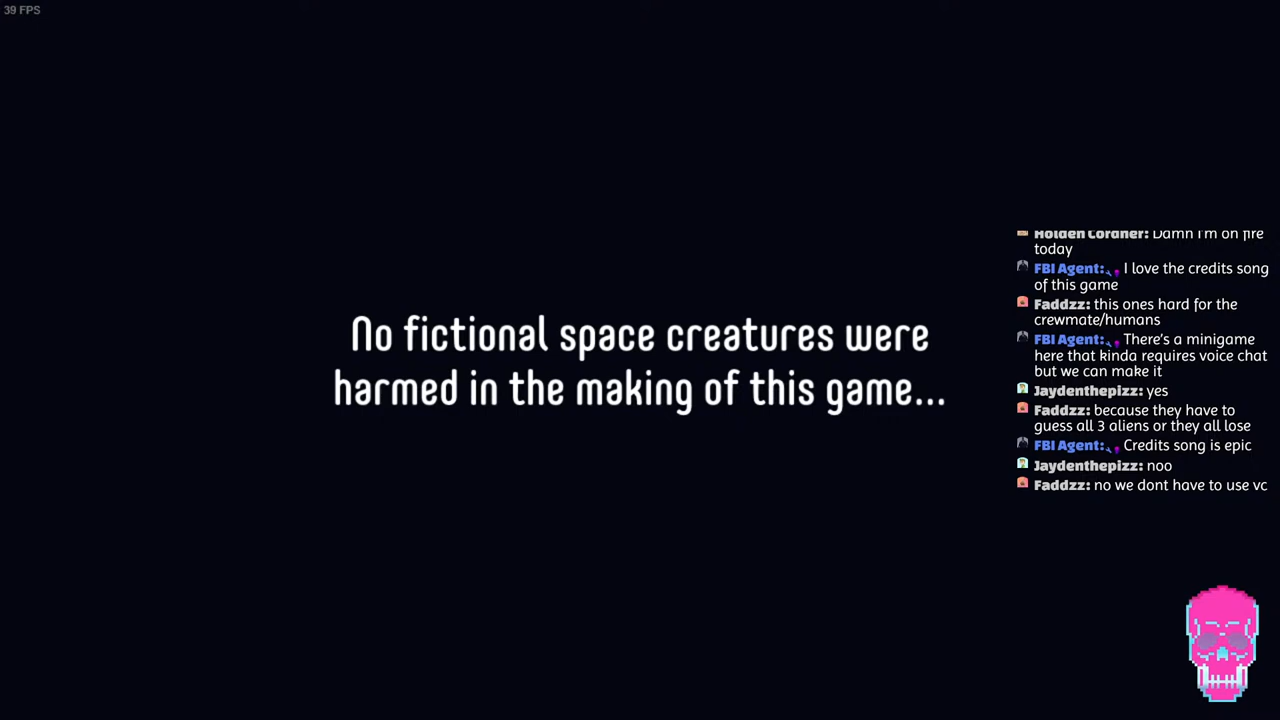 39 FPS
No fictional space creatures were
harmed in the making of this game...
Holden Cordner: Damn I'm on fire
today
FBI Agent: I love the credits song
of this game
Faddzz: this ones hard for the
crewmate/humans
FBI Agent: There's a minigame
here that kinda requires voice chat
but we can make it
Jaydenthepizz: yes
Faddzz: because they have to
guess all 3 aliens or they all lose
FBI Agent: Credits song is epic
Jaydenthepizz: noo
Faddzz: no we dont have to use vc